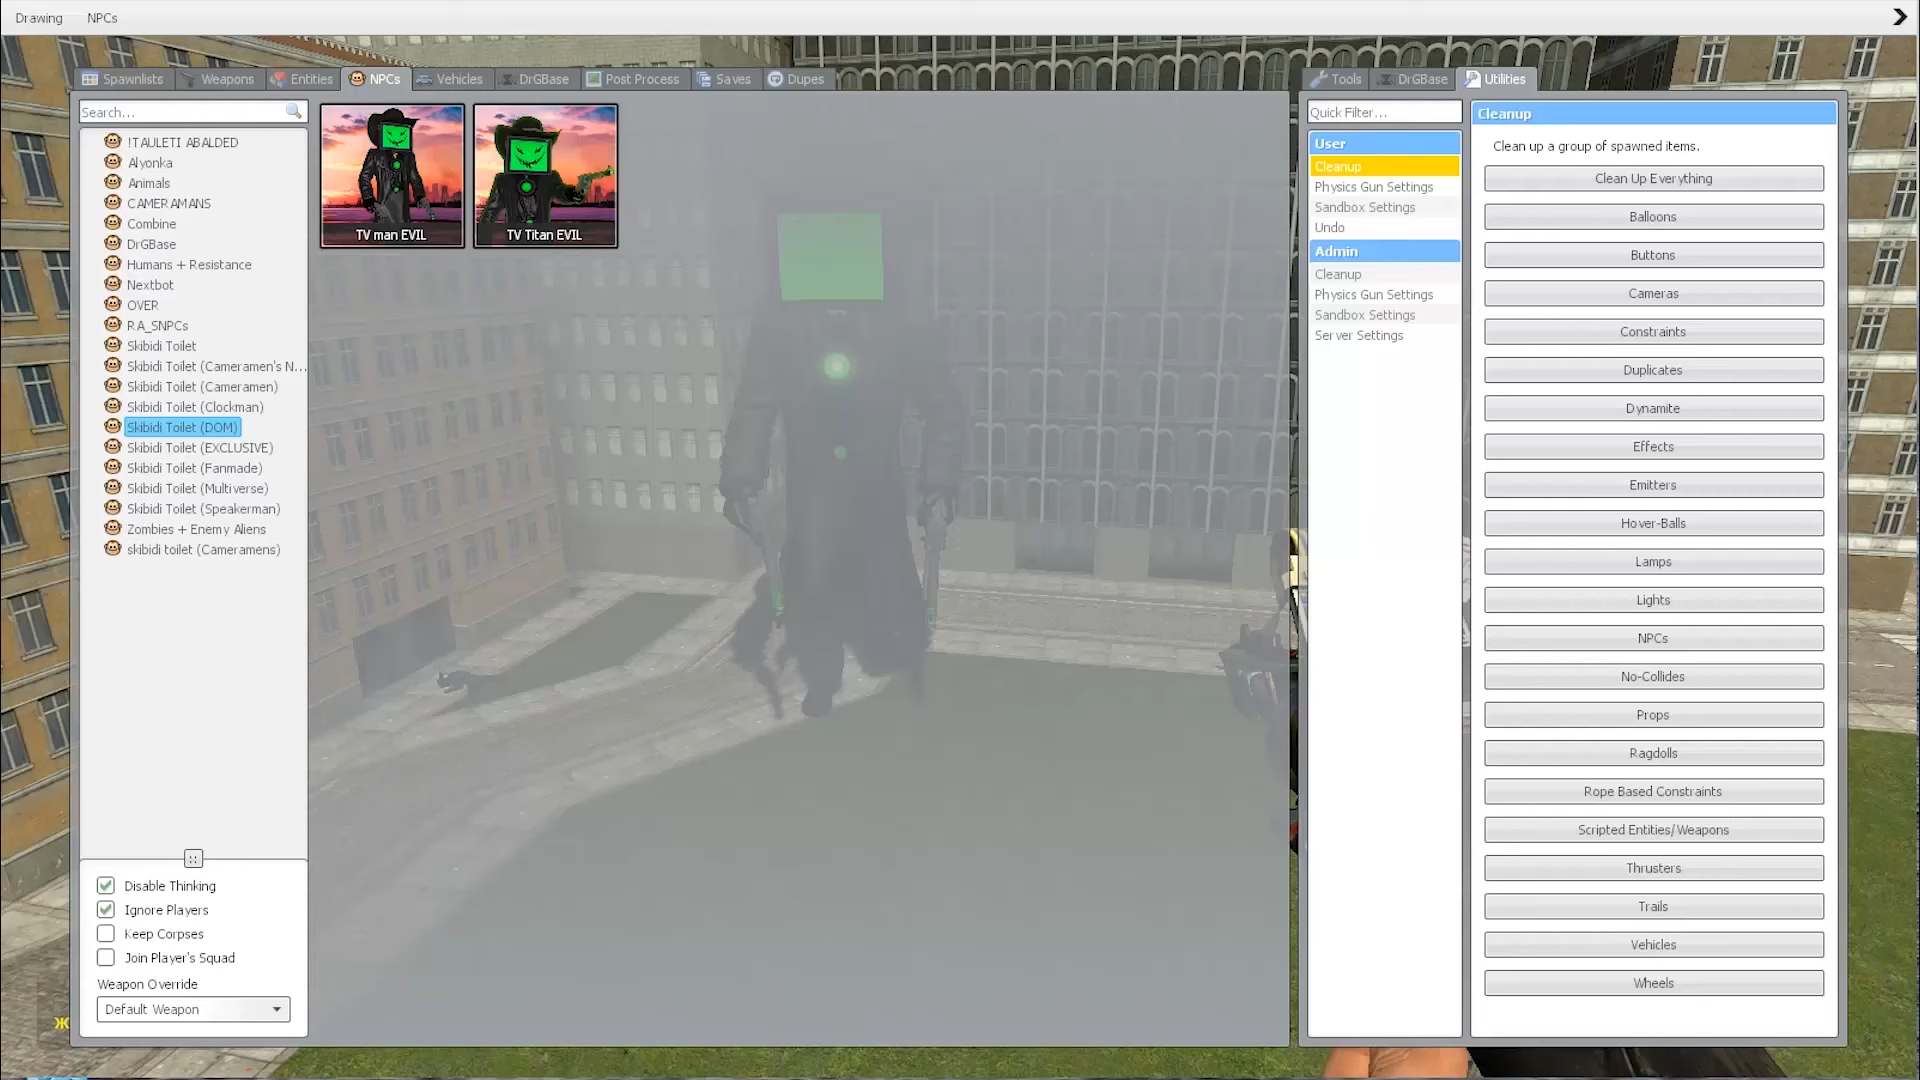 Drawing NPCs
Spawnlists Weapons Entities NPCs Vehicles DrGBase Post Process Saves Dupes
Search...
!TAULETI ABALDED
Alyonka
Animals
CAMERAMANS
Combine
DrGBase
Humans + Resistance
Nextbot
OVER
RA_SNPCs
Skibidi Toilet
Skibidi Toilet (Cameramen's N...
Skibidi Toilet (Cameramen)
Skibidi Toilet (Clockman)
Skibidi Toilet (DOM)
Skibidi Toilet (EXCLUSIVE)
Skibidi Toilet (Fanmade)
Skibidi Toilet (Multiverse)
Skibidi Toilet (Speakerman)
Zombies + Enemy Aliens
skibidi toilet (Cameramens)
Disable Thinking
Ignore Players
Keep Corpses
Join Player's Squad
Weapon Override
Default Weapon
Ж
TV man EVIL
TV Titan EVIL
Tools DrGBase Utilities
Quick Filter...
User
Cleanup
Physics Gun Settings
Sandbox Settings
Undo
Admin
Cleanup
Physics Gun Settings
Sandbox Settings
Server Settings
Cleanup
Clean up a group of spawned items.
Clean Up Everything
Balloons
Buttons
Cameras
Constraints
Duplicates
Dynamite
Effects
Emitters
Hover-Balls
Lamps
Lights
NPCs
No-Collides
Props
Ragdolls
Rope Based Constraints
Scripted Entities/Weapons
Thrusters
Trails
Vehicles
Wheels